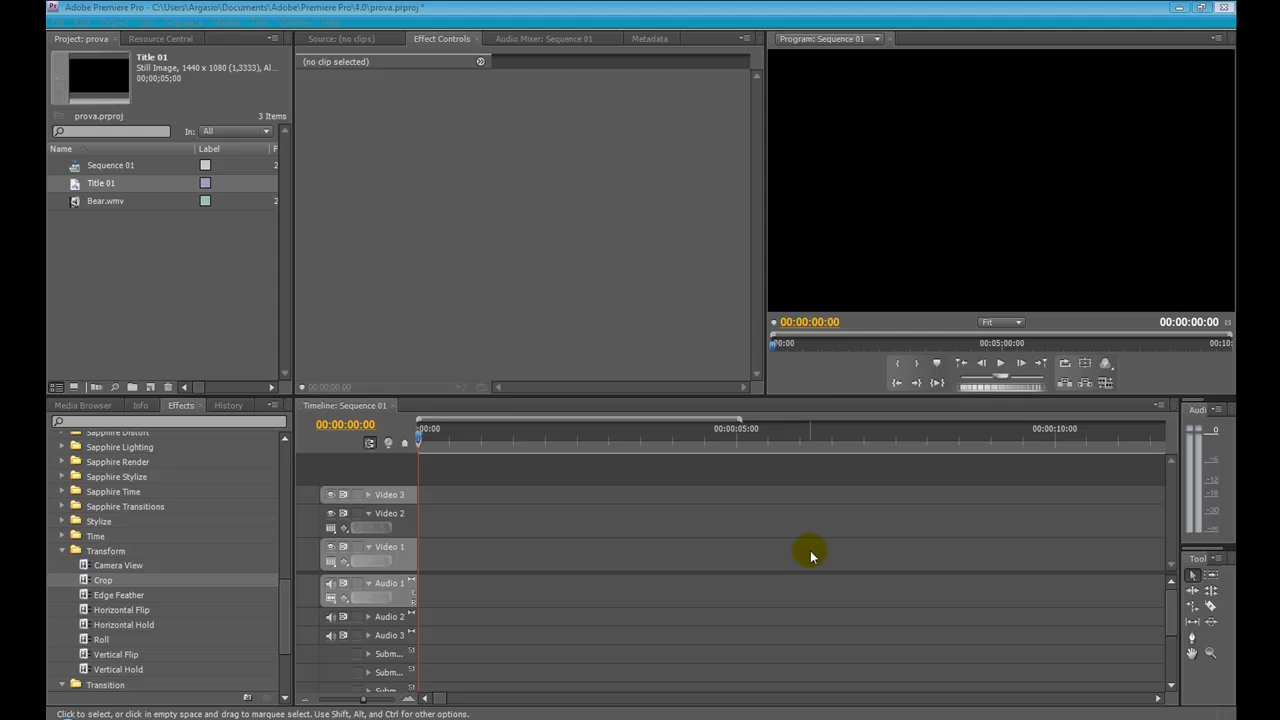 Adobe Premiere Pro - C:\Users\Argasio\Documents\Adobe\Premiere Pro\4.0\prova.prproj *
Project: prova
Resource Central
Title 01
Still Image, 1440 x 1080 (1,3333), Al...
00;00;05;00
prova.prproj
3 Items
In: All
Name Label F
Sequence 01 2
Title 01
Bear.wmv 2
Source: (no clips)
Effect Controls
Audio Mixer: Sequence 01
Metadata
(no clip selected)
00:00:00:00
Program: Sequence 01
00:00:00:00
Fit
00:00:00:00
00:00 00:05:00:00 00:10:
Media Browser
Info
Effects
History
Sapphire Distort
Sapphire Lighting
Sapphire Render
Sapphire Stylize
Sapphire Time
Sapphire Transitions
Stylize
Time
Transform
Camera View
Crop
Edge Feather
Horizontal Flip
Horizontal Hold
Roll
Vertical Flip
Vertical Hold
Transition
Timeline: Sequence 01
00:00:00:00
:00:00 00:00:05:00 00:00:10:00
Video 3
Video 2
Video 1
Audio 1
Audio 2
Audio 3
Subm...
Subm...
Subm
Audi
0
-6
-12
-18
-30
Tool
Click to select, or click in empty space and drag to marquee select. Use Shift, Alt, and Ctrl for other options.